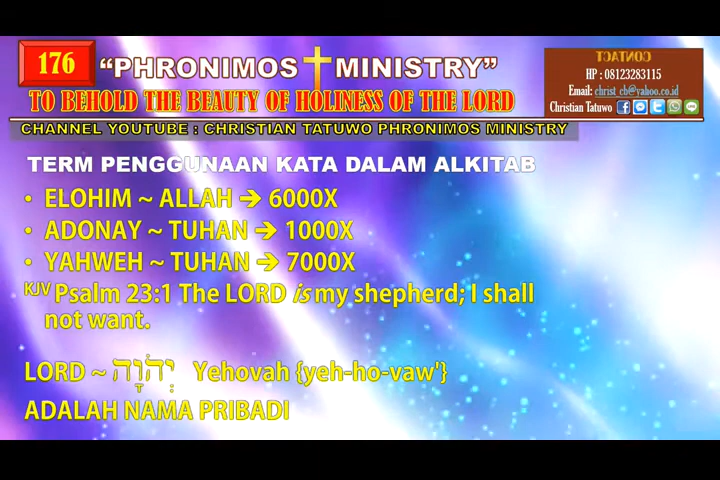 176
"PHRONIMOS MINISTRY"
TO BEHOLD THE BEAUTY OF HOLINESS OF THE LORD
CONTACT
HP : 08123283115
Email: christ_cb@yahoo.co.id
Christian Tatuwo
CHANNEL YOUTUBE : CHRISTIAN TATUWO PHRONIMOS MINISTRY
TERM PENGGUNAAN KATA DALAM ALKITAB
• ELOHIM ~ ALLAH ➔ 6000X
• ADONAY ~ TUHAN ➔ 1000X
• YAHWEH ~ TUHAN ➔ 7000X
KJV Psalm 23:1 The LORD is my shepherd; I shall
not want.
LORD ~ יְהֹוָה Yehovah {yeh-ho-vaw'}
ADALAH NAMA PRIBADI